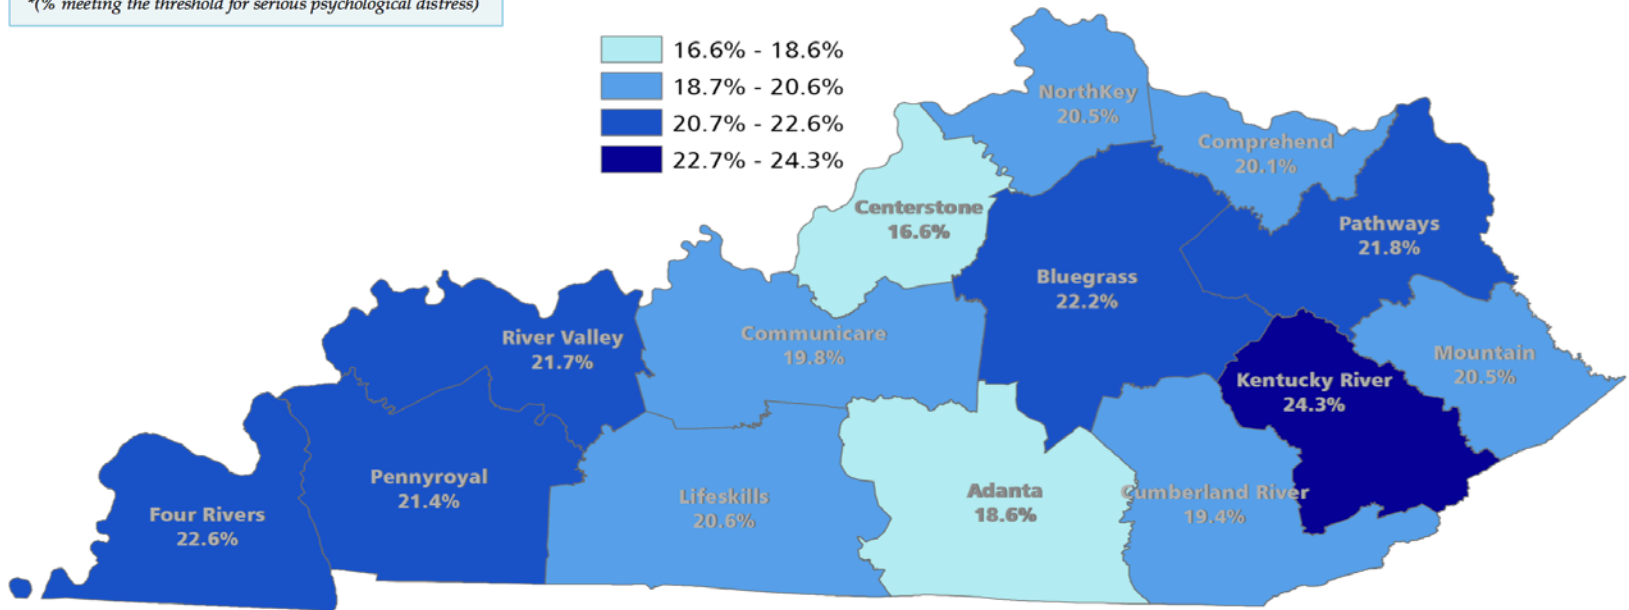 *(% meeting the threshold for serious psychological distress)
16.6% - 18.6%
18.7% - 20.6%
20.7% - 22.6%
22.7% - 24.3%
NorthKey
20.5%
Comprehend
20.1%
Centerstone
16.6%
Pathways
21.8%
Bluegrass
22.2%
River Valley
21.7%
Communicare
19.8%
Mountain
20.5%
Kentucky River
24.3%
Pennyroyal
21.4%
Lifeskills
20.6%
Adanta
18.6%
Cumberland River
19.4%
Four Rivers
22.6%